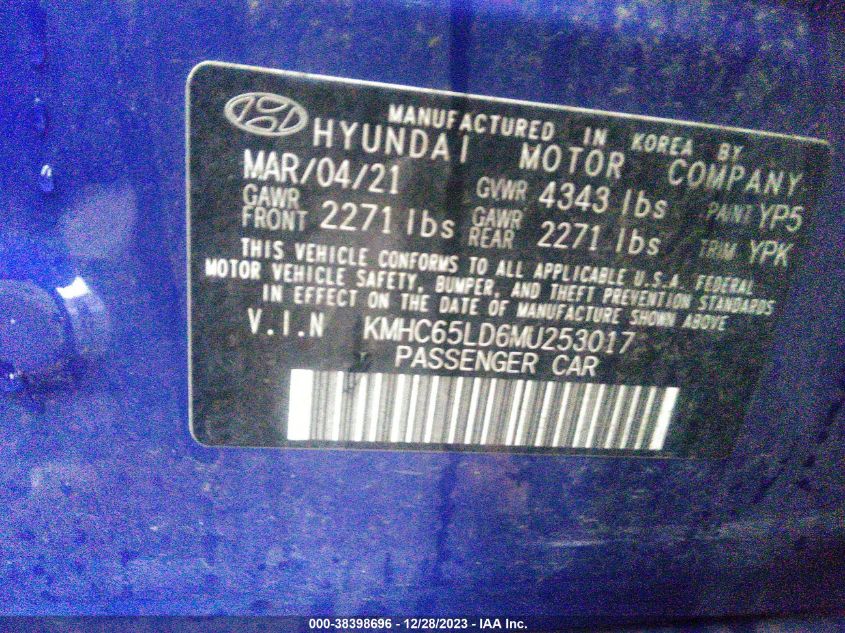 MANUFACTURED IN KOREA BY
HYUNDAI MOTOR COMPANY
MAR/04/21 GVWR 4343 lbs PAINT YP5
GAWR FRONT 2271 lbs GAWR REAR 2271 lbs TRIM YPK
THIS VEHICLE CONFORMS TO ALL APPLICABLE U.S.A. FEDERAL
MOTOR VEHICLE SAFETY, BUMPER, AND THEFT PREVENTION STANDARDS
IN EFFECT ON THE DATE OF MANUFACTURE SHOWN ABOVE
V.I.N KMHC65LD6MU253017
PASSENGER CAR
000-38398696 - 12/28/2023 - IAA Inc.